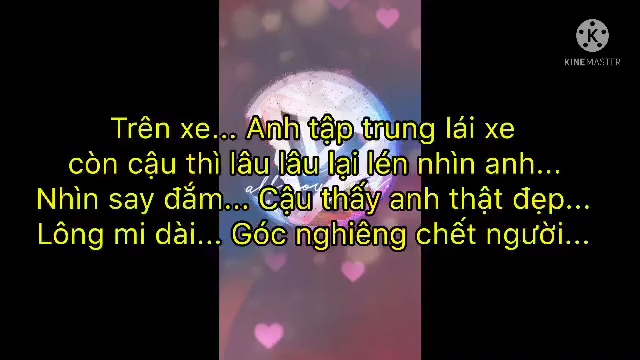 KINEMASTER
Trên xe... Anh tập trung lái xe
còn cậu thì lâu lâu lại lén nhìn anh...
Nhìn say đắm... Cậu thấy anh thật đẹp...
Lông mi dài... Góc nghiêng chết người...